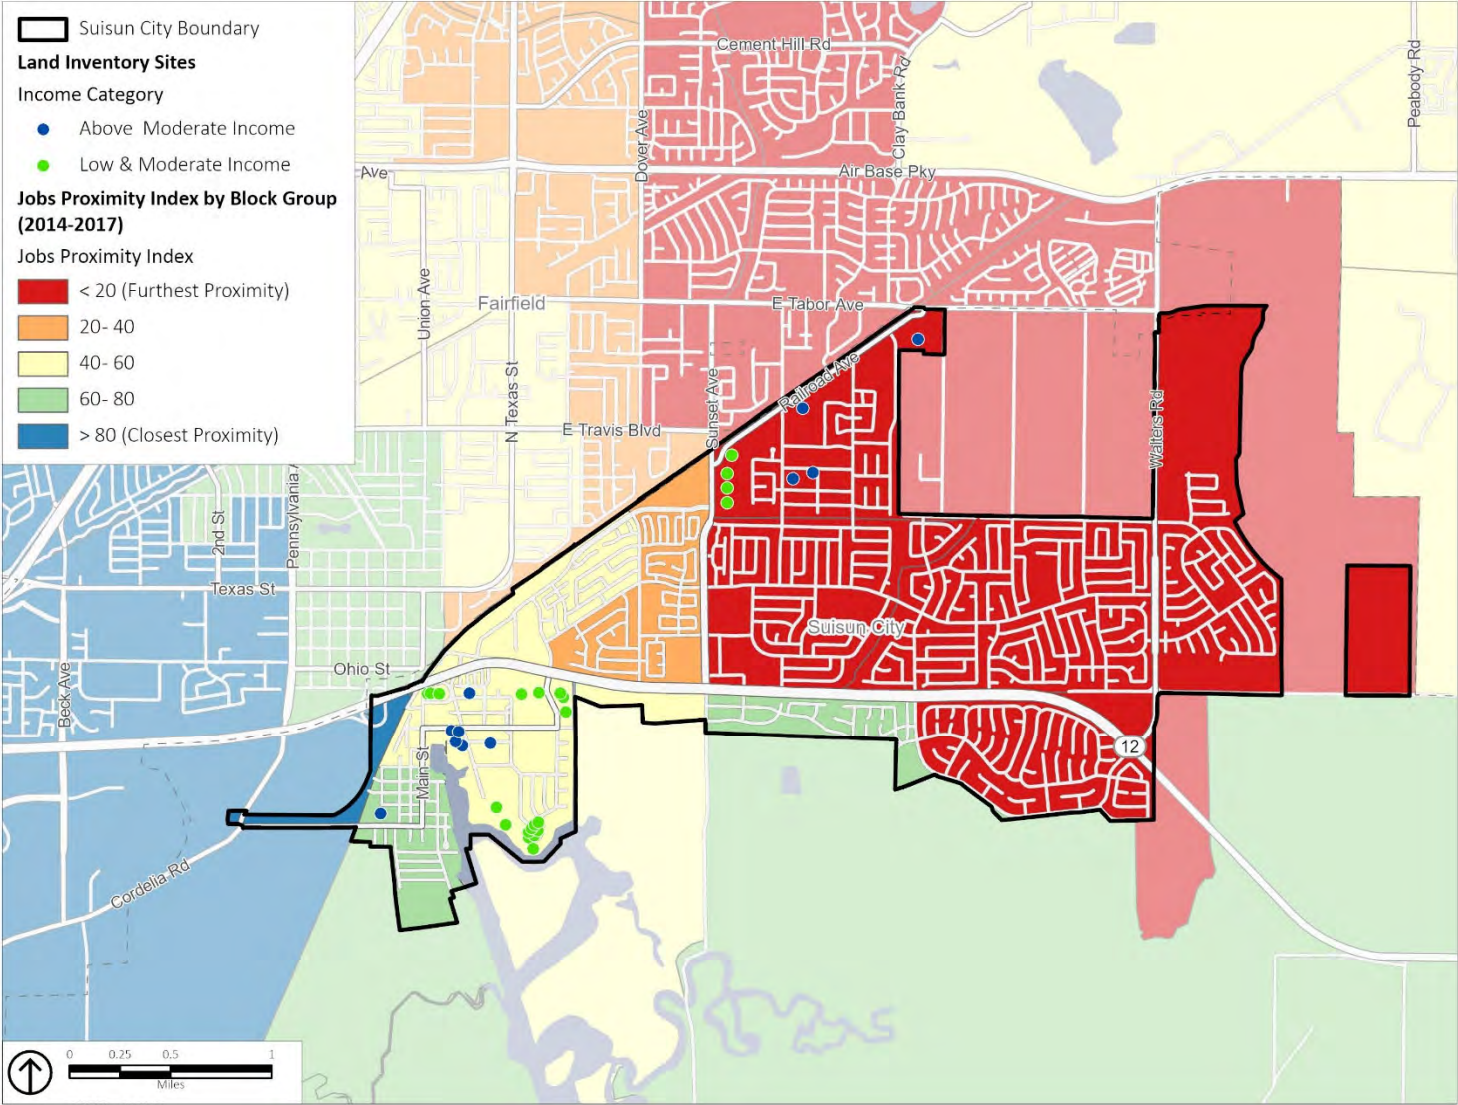 Suisun City Boundary
Land Inventory Sites
Income Category
Above Moderate Income
Low & Moderate Income
Jobs Proximity Index by Block Group
(2014-2017)
Jobs Proximity Index
< 20 (Furthest Proximity)
20- 40
40- 60
60- 80
> 80 (Closest Proximity)
Cement Hill Rd
Clay Bank Rd
Peabody Rd
Dover Ave
Ave
Air Base Pky
Union Ave
Fairfield
E Tabor Ave
N Texas St
Railroad Ave
Sunset Ave
E Travis Blvd
Walters Rd
Pennsylvania A
2nd St
Texas St
Suisun City
Ohio St
Beck Ave
Main St
12
Cordelia Rd
0 0.25 0.5 1
Miles